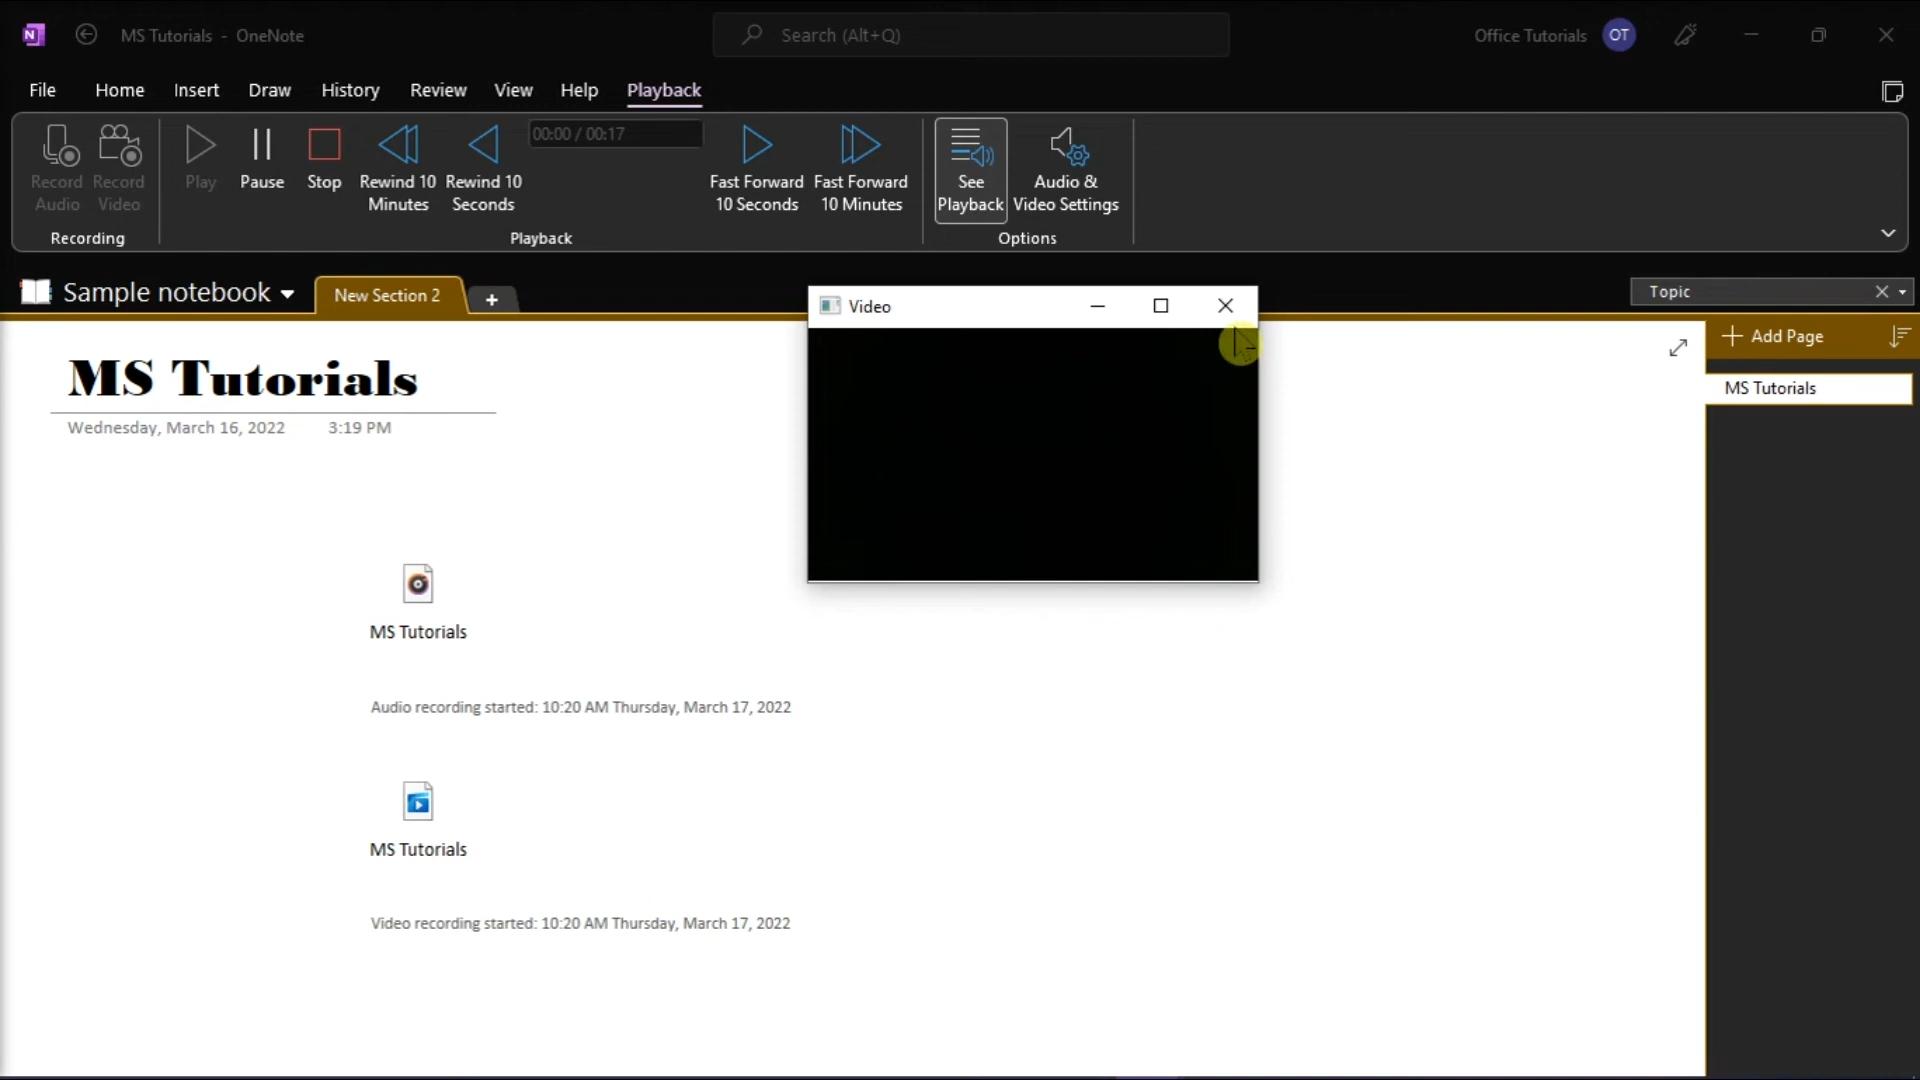 MS Tutorials - OneNote
Search (Alt+Q)
Office Tutorials OT
File Home Insert Draw History Review View Help Playback
Record Audio
Record Video
Play
Pause
Stop
Rewind 10 Minutes
Rewind 10 Seconds
00:00 / 00:17
Fast Forward 10 Seconds
Fast Forward 10 Minutes
See Playback
Audio & Video Settings
Recording
Playback
Options
Sample notebook
New Section 2
+
Video
Topic
Add Page
MS Tutorials
MS Tutorials
Wednesday, March 16, 2022 3:19 PM
MS Tutorials
Audio recording started: 10:20 AM Thursday, March 17, 2022
MS Tutorials
Video recording started: 10:20 AM Thursday, March 17, 2022